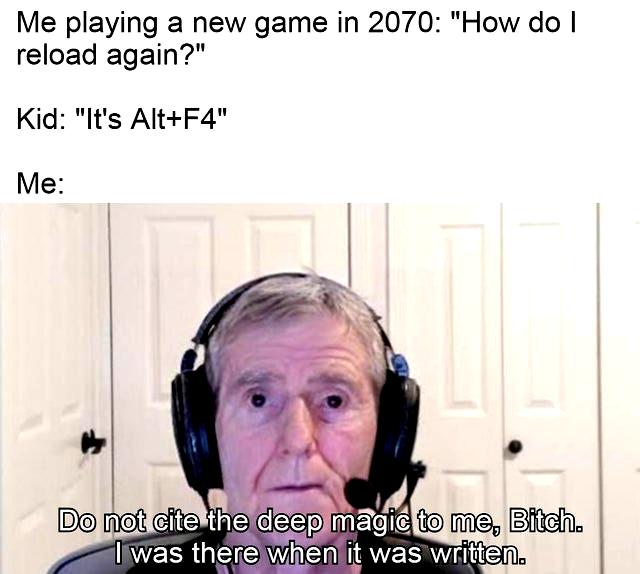 Me playing a new game in 2070: "How do I
reload again?"
Kid: "It's Alt+F4"
Me:
Do not cite the deep magic to me, Bitch.
I was there when it was written.